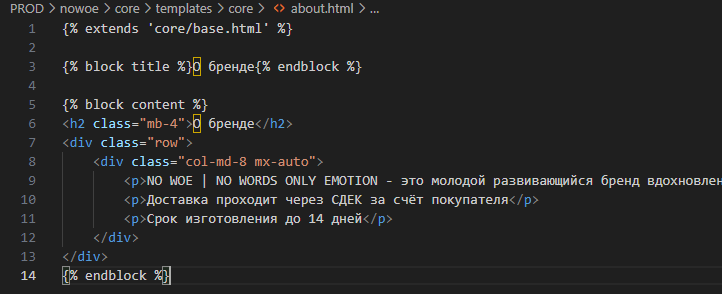 PROD > nowoe > core > templates > core > <> about.html > ...
1 {% extends 'core/base.html' %}
2
3 {% block title %}О бренде{% endblock %}
4
5 {% block content %}
6 <h2 class="mb-4">О бренде</h2>
7 <div class="row">
8 <div class="col-md-8 mx-auto">
9 <p>NO WOE | NO WORDS ONLY EMOTION - это молодой развивающийся бренд вдохновлен
10 <p>Доставка проходит через СДЕК за счёт покупателя</p>
11 <p>Срок изготовления до 14 дней</p>
12 </div>
13 </div>
14 {% endblock %}